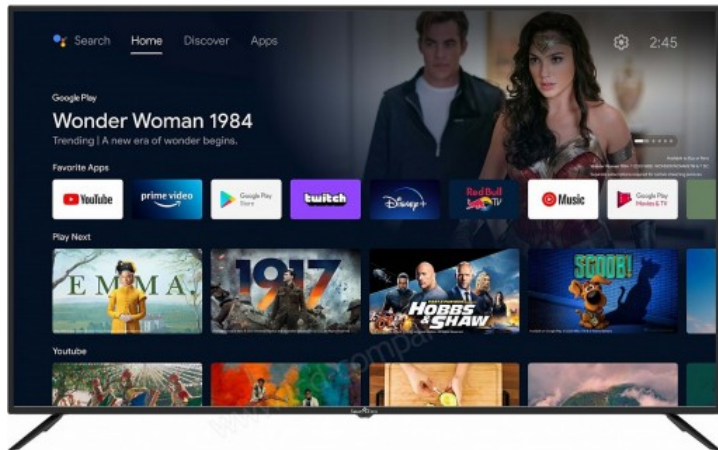 Search Home Discover Apps 2:45
Google Play
Wonder Woman 1984
Trending | A new era of wonder begins.
Favorite Apps
YouTube
prime video
Google Play
Store
twitch
Disney+
Red Bull
TV
Music
Google Play
Movies & TV
Play Next
EMMA.
1917
HOBBS
& SHAW
SCOOB!
Youtube